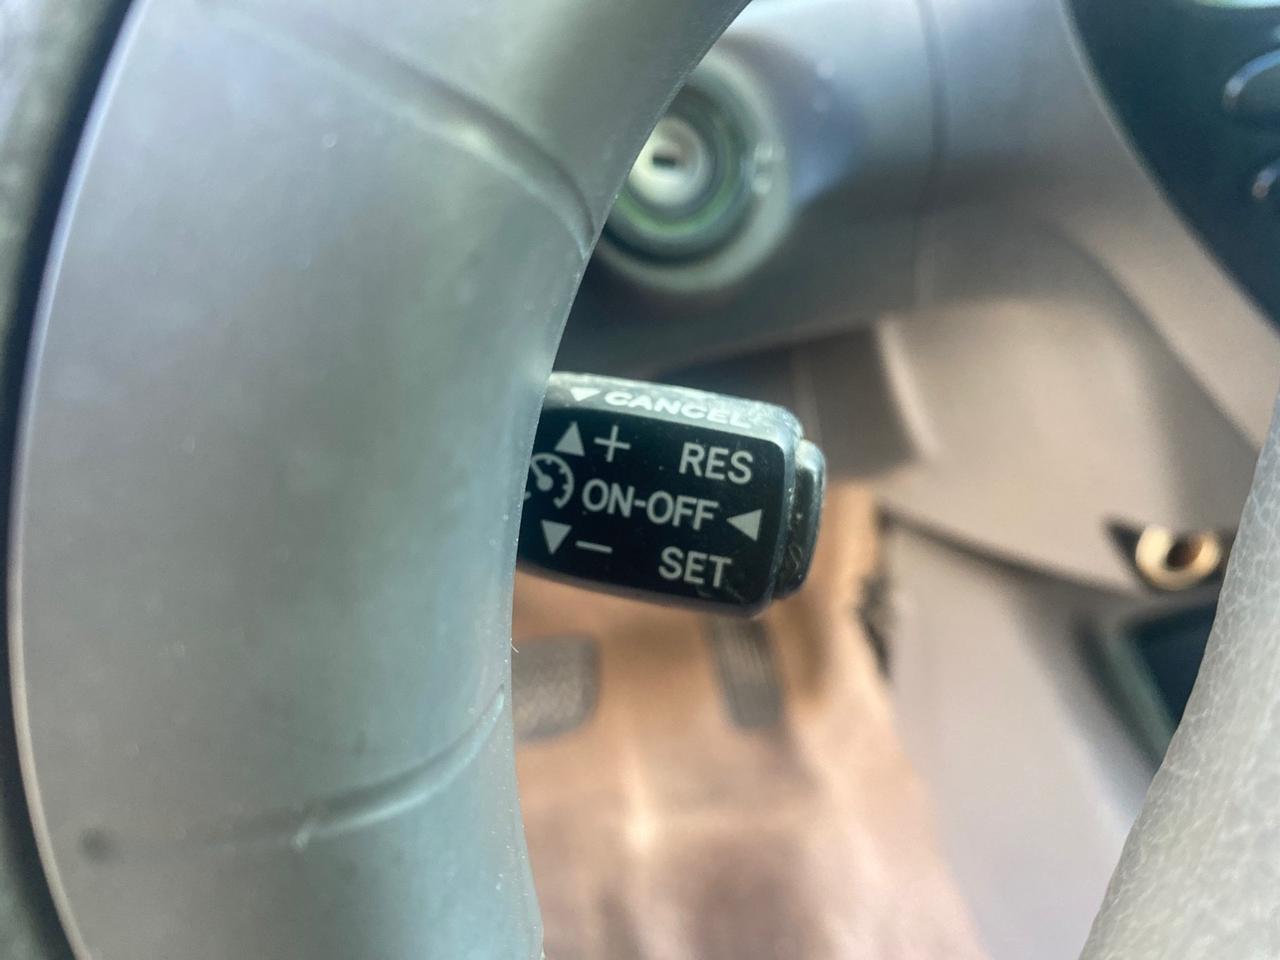 ▼CANCEL
▲+ RES
ON-OFF ◀
▼− SET